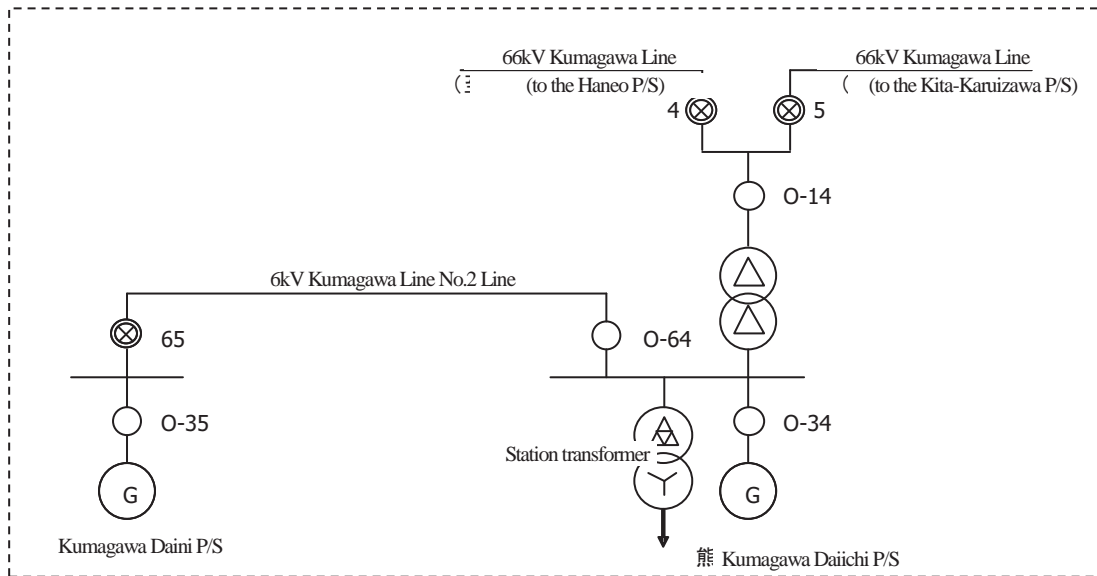 66kV Kumagawa Line
(to the Haneo P/S)
66kV Kumagawa Line
(to the Kita-Karuizawa P/S)
4
5
O-14
6kV Kumagawa Line No.2 Line
65
O-64
O-35
O-34
Station transformer
G
G
Kumagawa Daini P/S
熊 Kumagawa Daiichi P/S